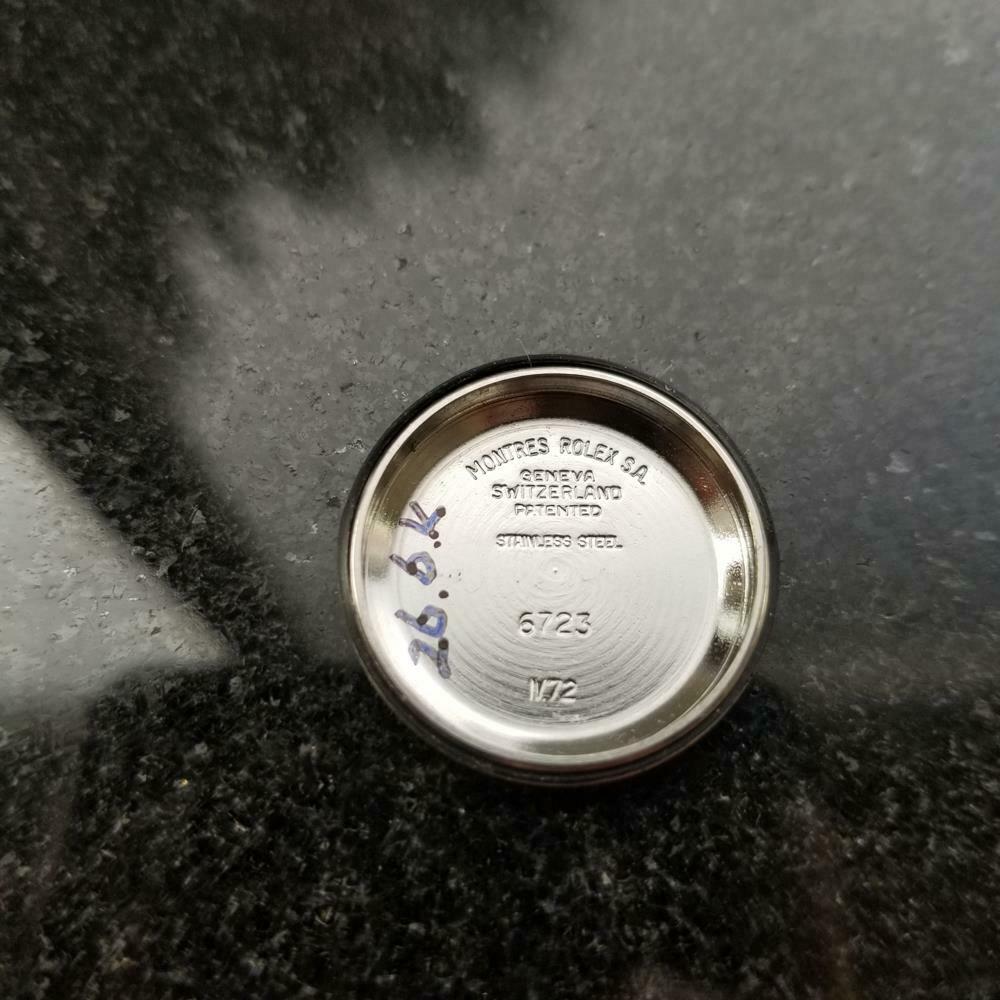 MONTRES ROLEX S.A.
GENEVA
SWITZERLAND
PATENTED
STAINLESS STEEL
6723
IV.72